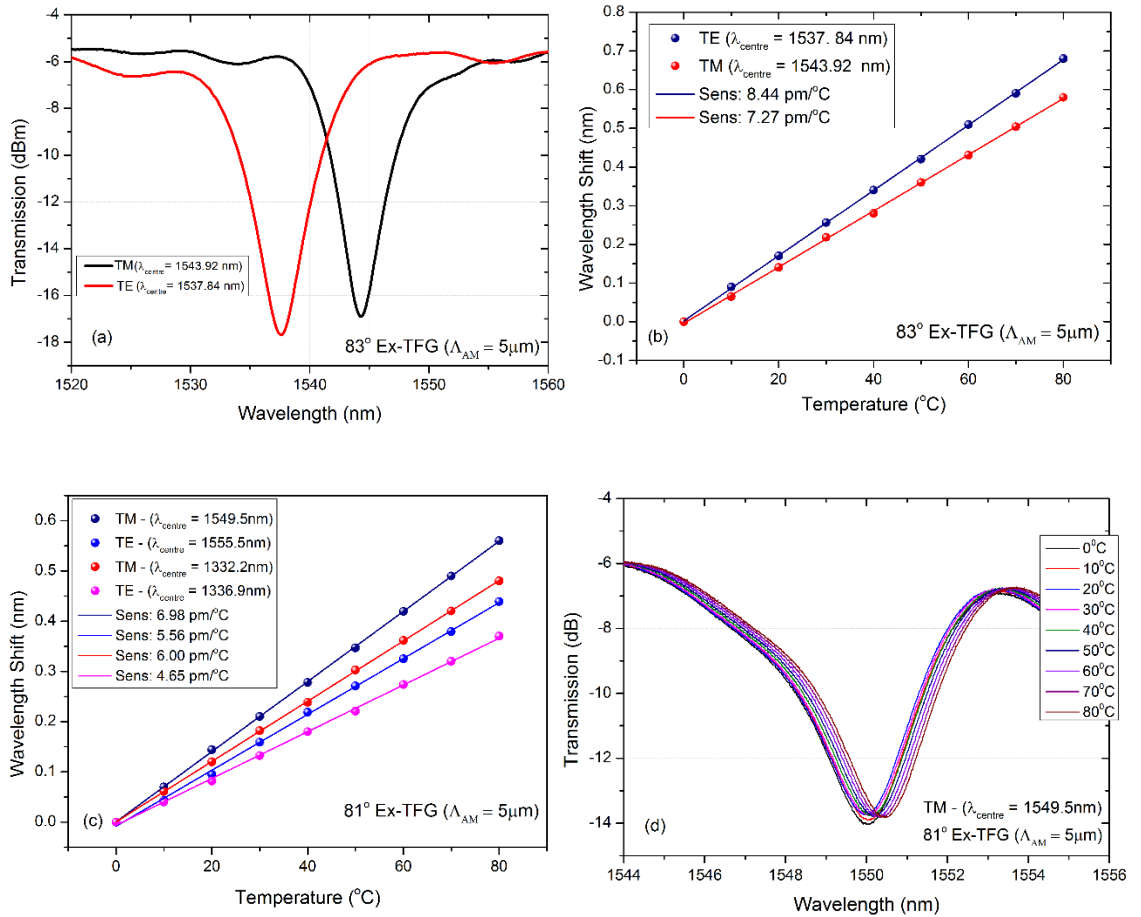 -4
-6
-8
-10
-12
-14
-16
-18
Transmission (dBm)
TM(λcentre = 1543.92 nm)
TE (λcentre = 1537.84 nm)
(a)
83° Ex-TFG (ΛAM = 5μm)
1520 1530 1540 1550 1560
Wavelength (nm)
0.8
0.7
0.6
0.5
0.4
0.3
0.2
0.1
0.0
-0.1
Wavelength Shift (nm)
TE (λcentre = 1537. 84 nm)
TM (λcentre = 1543.92 nm)
Sens: 8.44 pm/°C
Sens: 7.27 pm/°C
(b)
83° Ex-TFG (ΛAM = 5μm)
0 10 20 30 40 50 60 70 80
Temperature (°C)
0.6
0.5
0.4
0.3
0.2
0.1
0.0
Wavelength Shift (nm)
TM - (λcentre = 1549.5nm)
TE - (λcentre = 1555.5nm)
TM - (λcentre = 1332.2nm)
TE - (λcentre = 1336.9nm)
Sens: 6.98 pm/°C
Sens: 5.56 pm/°C
Sens: 6.00 pm/°C
Sens: 4.65 pm/°C
(c)
81° Ex-TFG (ΛAM = 5μm)
0 20 40 60 80
Temperature (°C)
-4
-6
-8
-10
-12
-14
Transmission (dB)
0⁰C
10⁰C
20⁰C
30⁰C
40⁰C
50⁰C
60⁰C
70⁰C
80⁰C
TM - (λcentre = 1549.5nm)
(d)
81° Ex-TFG (ΛAM = 5μm)
1544 1546 1548 1550 1552 1554 1556
Wavelength (nm)